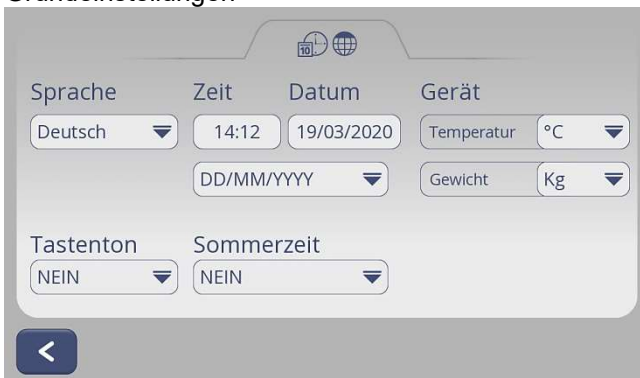 10
Sprache Zeit Datum Gerät
Deutsch 14:12 19/03/2020 Temperatur °C
DD/MM/YYYY Gewicht Kg
Tastenton Sommerzeit
NEIN NEIN